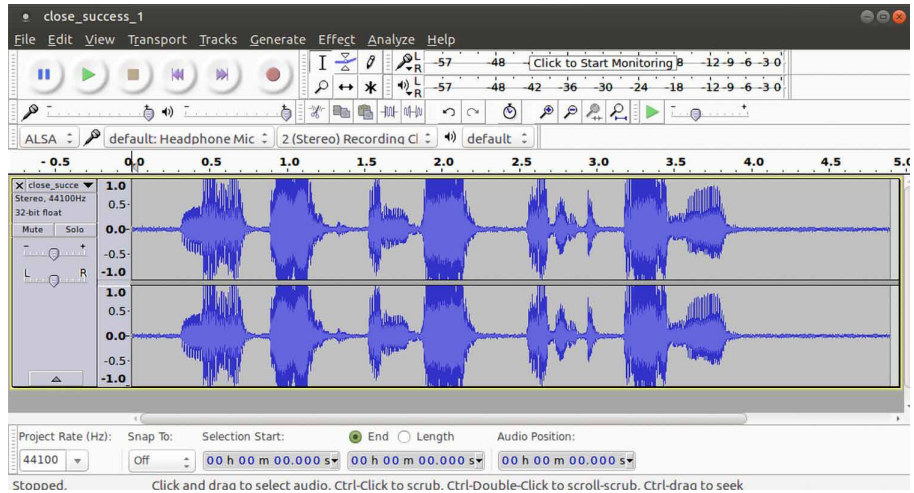 close_success_1
File Edit View Transport Tracks Generate Effect Analyze Help
L R -57 -48 Click to Start Monitoring 8 -12 -9 -6 -3 0
L R -57 -48 -42 -36 -30 -24 -18 -12 -9 -6 -3 0
- + - +
ALSA default: Headphone Mic 2 (Stereo) Recording default
- 0.5 0.0 0.5 1.0 1.5 2.0 2.5 3.0 3.5 4.0 4.5 5.0
close_succe 1.0
Stereo, 44100Hz 0.5
32-bit float
Mute Solo 0.0
- + -0.5
L R -1.0
1.0
0.5
0.0
-0.5
-1.0
Project Rate (Hz): Snap To: Selection Start: End Length Audio Position:
44100 Off 00 h 00 m 00.000 s 00 h 00 m 00.000 s 00 h 00 m 00.000 s
Stopped. Click and drag to select audio, Ctrl-Click to scrub, Ctrl-Double-Click to scroll-scrub, Ctrl-drag to seek